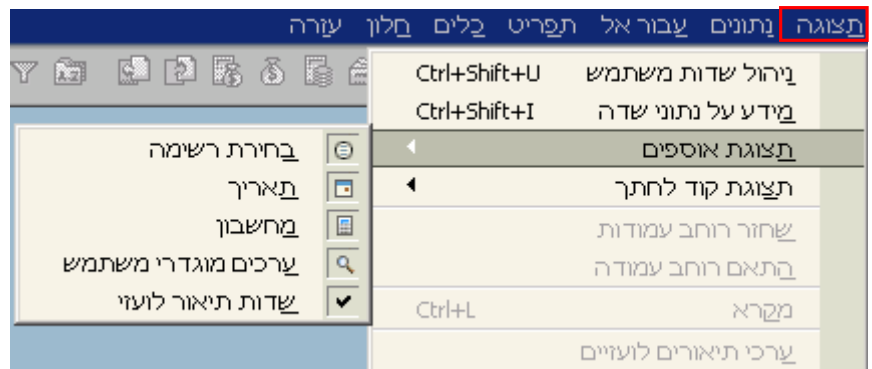 תצוגה נתונים עבור אל תפריט כלים חלון עזרה
ניהול שדות משתמש Ctrl+Shift+U
מידע על נתוני שדה Ctrl+Shift+I
תצוגת אוספים
תצוגת קוד לחתך
שחזר רוחב עמודות
התאם רוחב עמודה
מקרא Ctrl+L
ערכי תיאורים לועזיים
בחירת רשימה
תאריך
מחשבון
ערכים מוגדרי משתמש
שדות תיאור לועזי